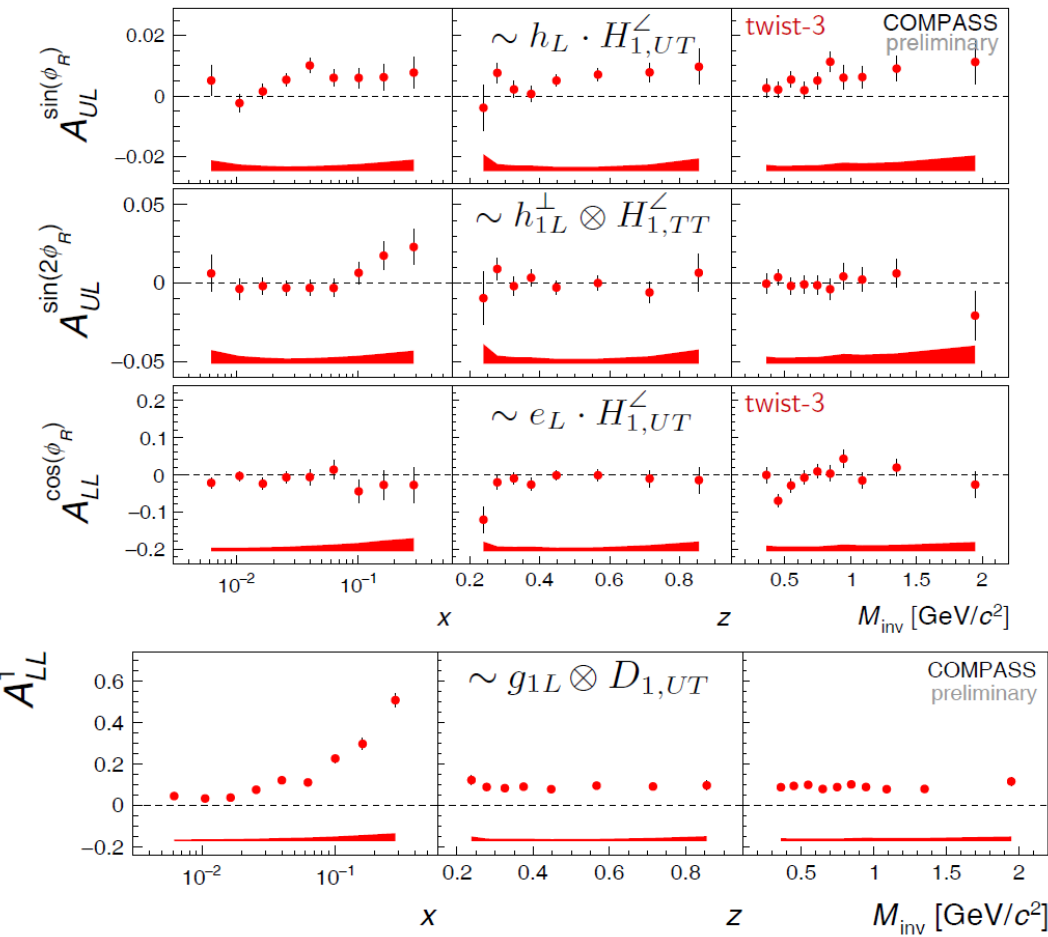 A_{UL}^{sin(ϕ_R)}
0.02
0
−0.02
∼ h_L · H_{1,UT}^∠
twist-3
COMPASS
preliminary
A_{UL}^{sin(2ϕ_R)}
0.05
0
−0.05
∼ h_{1L}^⊥ ⊗ H_{1,TT}^∠
A_{LL}^{cos(ϕ_R)}
0.2
0.1
0
−0.1
−0.2
∼ e_L · H_{1,UT}^∠
twist-3
10^{−2} 10^{−1} 0.2 0.4 0.6 0.8 0.5 1 1.5 2
x z M_{inv} [GeV/c²]
A_{LL}^1
0.6
0.4
0.2
0
−0.2
∼ g_{1L} ⊗ D_{1,UT}
COMPASS
preliminary
10^{−2} 10^{−1} 0.2 0.4 0.6 0.8 0.5 1 1.5 2
x z M_{inv} [GeV/c²]